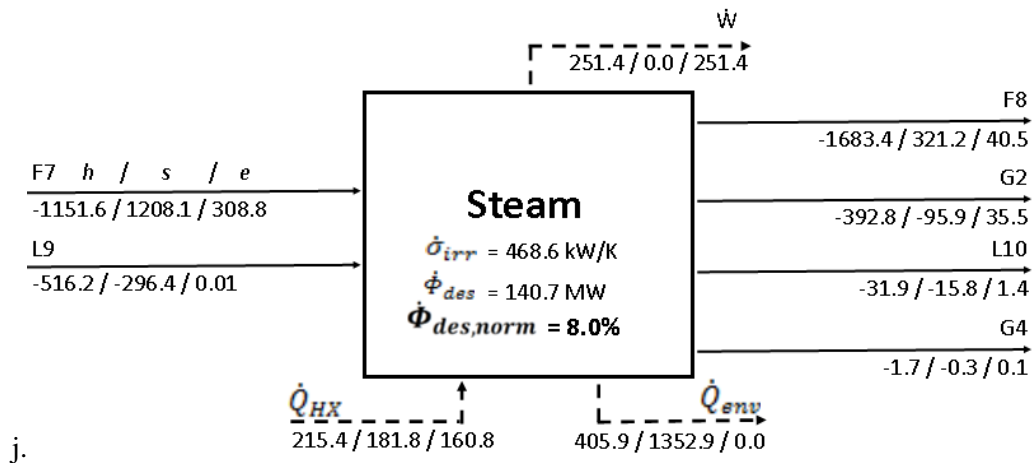 Ẇ
251.4 / 0.0 / 251.4
F8
-1683.4 / 321.2 / 40.5
F7 h / s / e
-1151.6 / 1208.1 / 308.8
G2
-392.8 / -95.9 / 35.5
Steam
L9
-516.2 / -296.4 / 0.01
σ̇irr = 468.6 kW/K
L10
-31.9 / -15.8 / 1.4
Φ̇des = 140.7 MW
Φ̇des,norm = 8.0%
G4
-1.7 / -0.3 / 0.1
Q̇HX
215.4 / 181.8 / 160.8
Q̇env
405.9 / 1352.9 / 0.0
j.